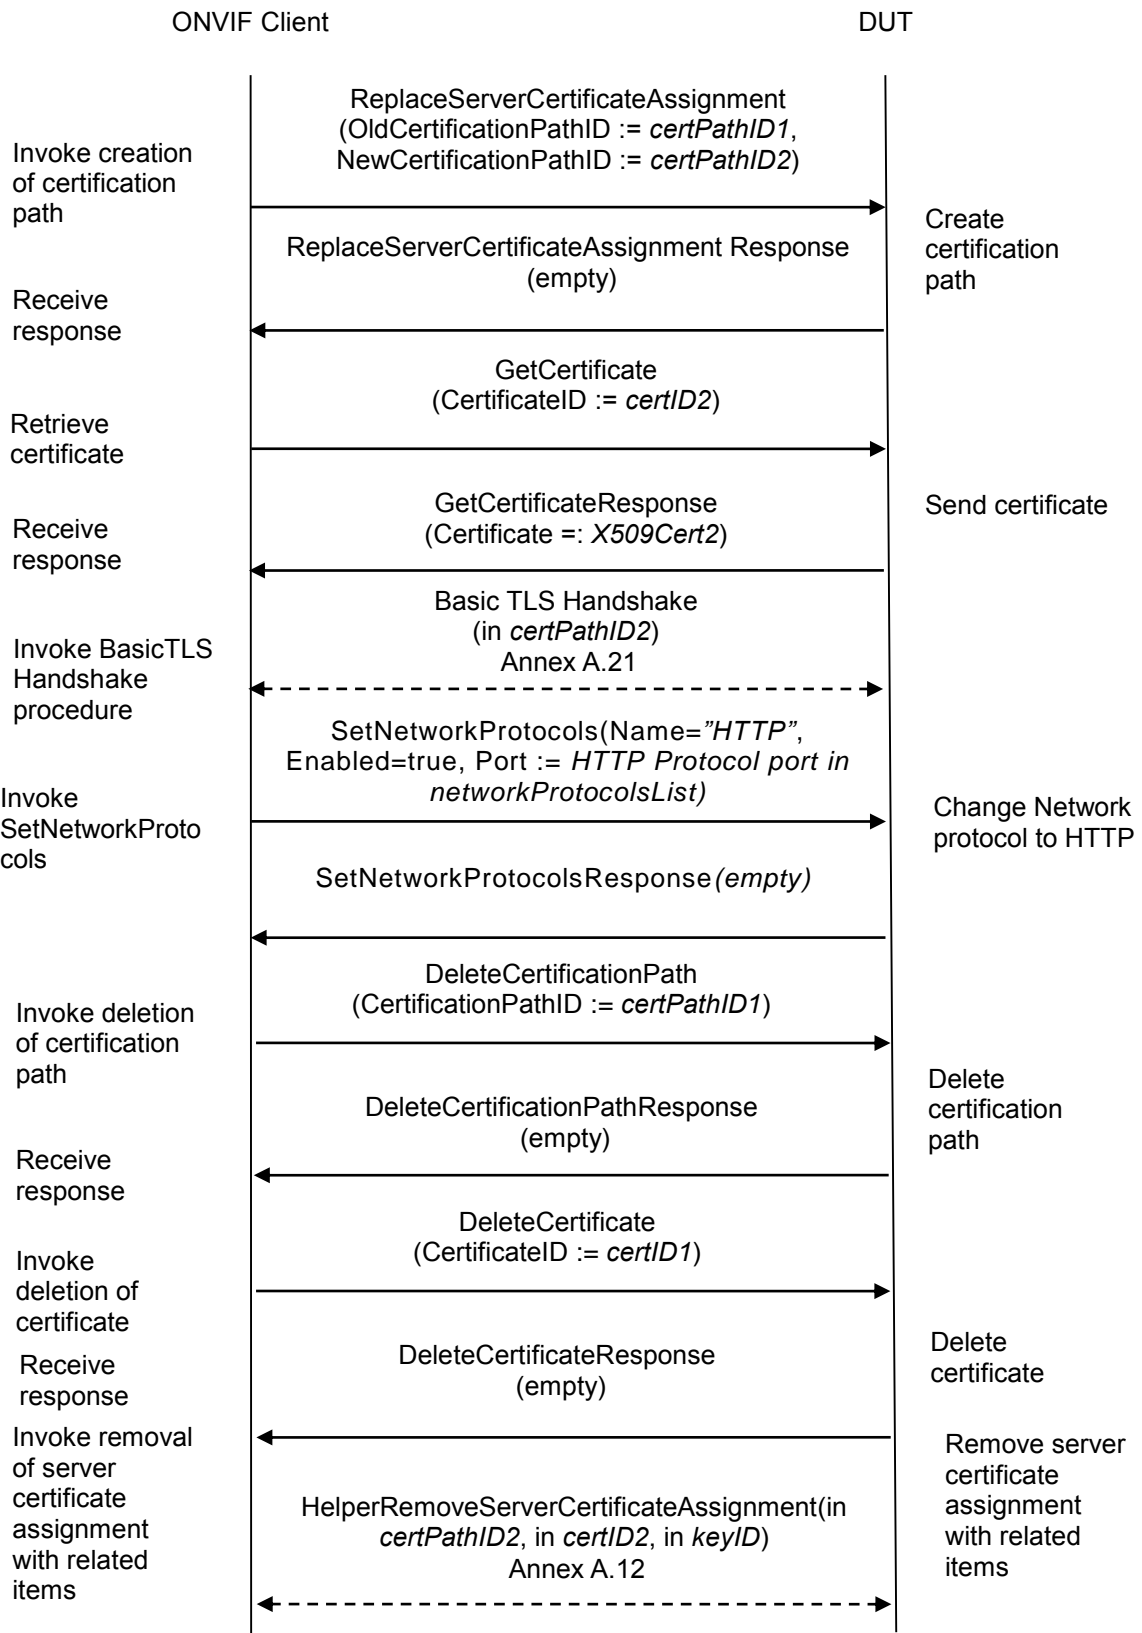 ONVIF Client
DUT
ReplaceServerCertificateAssignment
(OldCertificationPathID := certPathID1,
NewCertificationPathID := certPathID2)
Invoke creation
of certification
path
Create
certification
path
ReplaceServerCertificateAssignment Response
(empty)
Receive
response
GetCertificate
(CertificateID := certID2)
Retrieve
certificate
Send certificate
GetCertificateResponse
(Certificate =: X509Cert2)
Receive
response
Basic TLS Handshake
(in certPathID2)
Annex A.21
Invoke BasicTLS
Handshake
procedure
SetNetworkProtocols(Name="HTTP",
Enabled=true, Port := HTTP Protocol port in
networkProtocolsList)
Invoke
SetNetworkProto
cols
Change Network
protocol to HTTP
SetNetworkProtocolsResponse(empty)
DeleteCertificationPath
(CertificationPathID := certPathID1)
Invoke deletion
of certification
path
Delete
certification
path
DeleteCertificationPathResponse
(empty)
Receive
response
DeleteCertificate
(CertificateID := certID1)
Invoke
deletion of
certificate
Delete
certificate
DeleteCertificateResponse
(empty)
Receive
response
Invoke removal
of server
certificate
assignment
with related
items
Remove server
certificate
assignment
with related
items
HelperRemoveServerCertificateAssignment(in
certPathID2, in certID2, in keyID)
Annex A.12